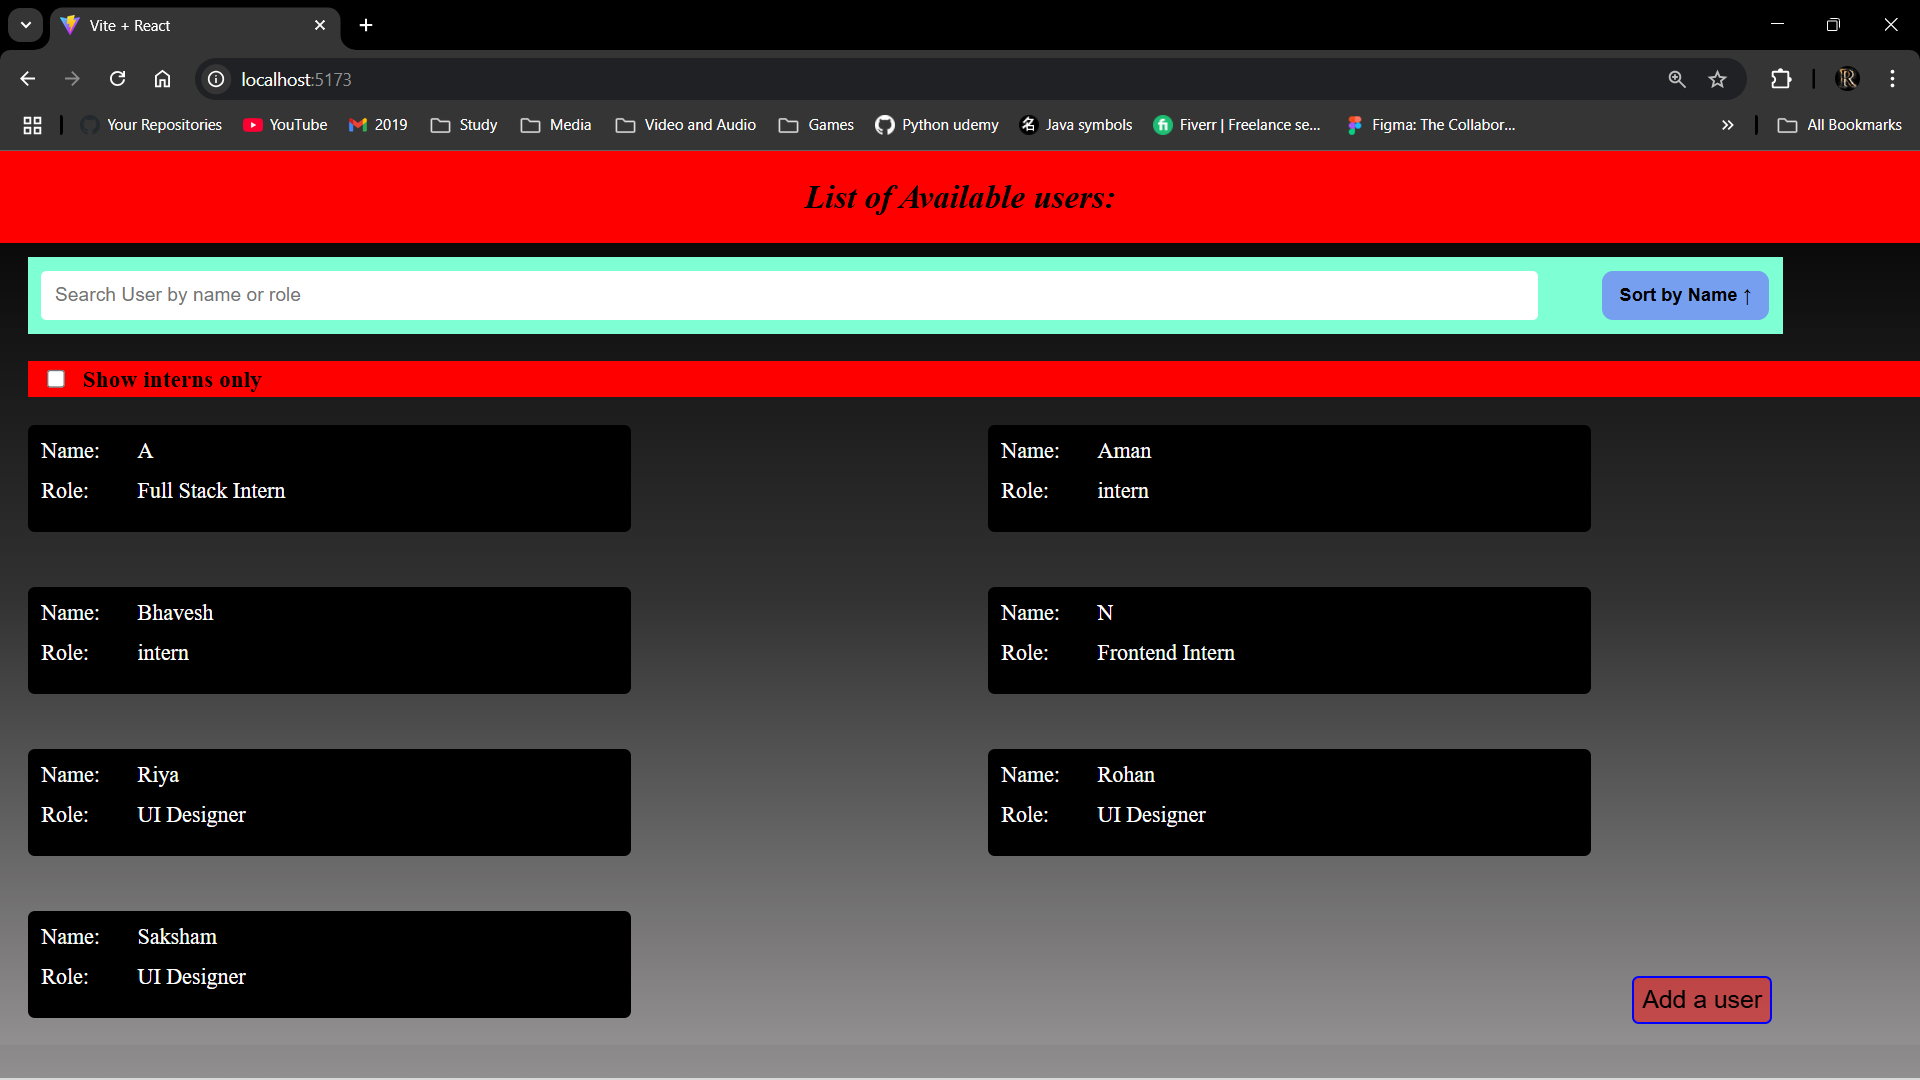 Vite + React
localhost:5173
Your Repositories YouTube 2019 Study Media Video and Audio Games Python udemy 名 Java symbols fi Fiverr | Freelance se... Figma: The Collabor... » All Bookmarks
List of Available users:
Search User by name or role Sort by Name ↑
Show interns only
Name: A
Role: Full Stack Intern
Name: Aman
Role: intern
Name: Bhavesh
Role: intern
Name: N
Role: Frontend Intern
Name: Riya
Role: UI Designer
Name: Rohan
Role: UI Designer
Name: Saksham
Role: UI Designer
Add a user